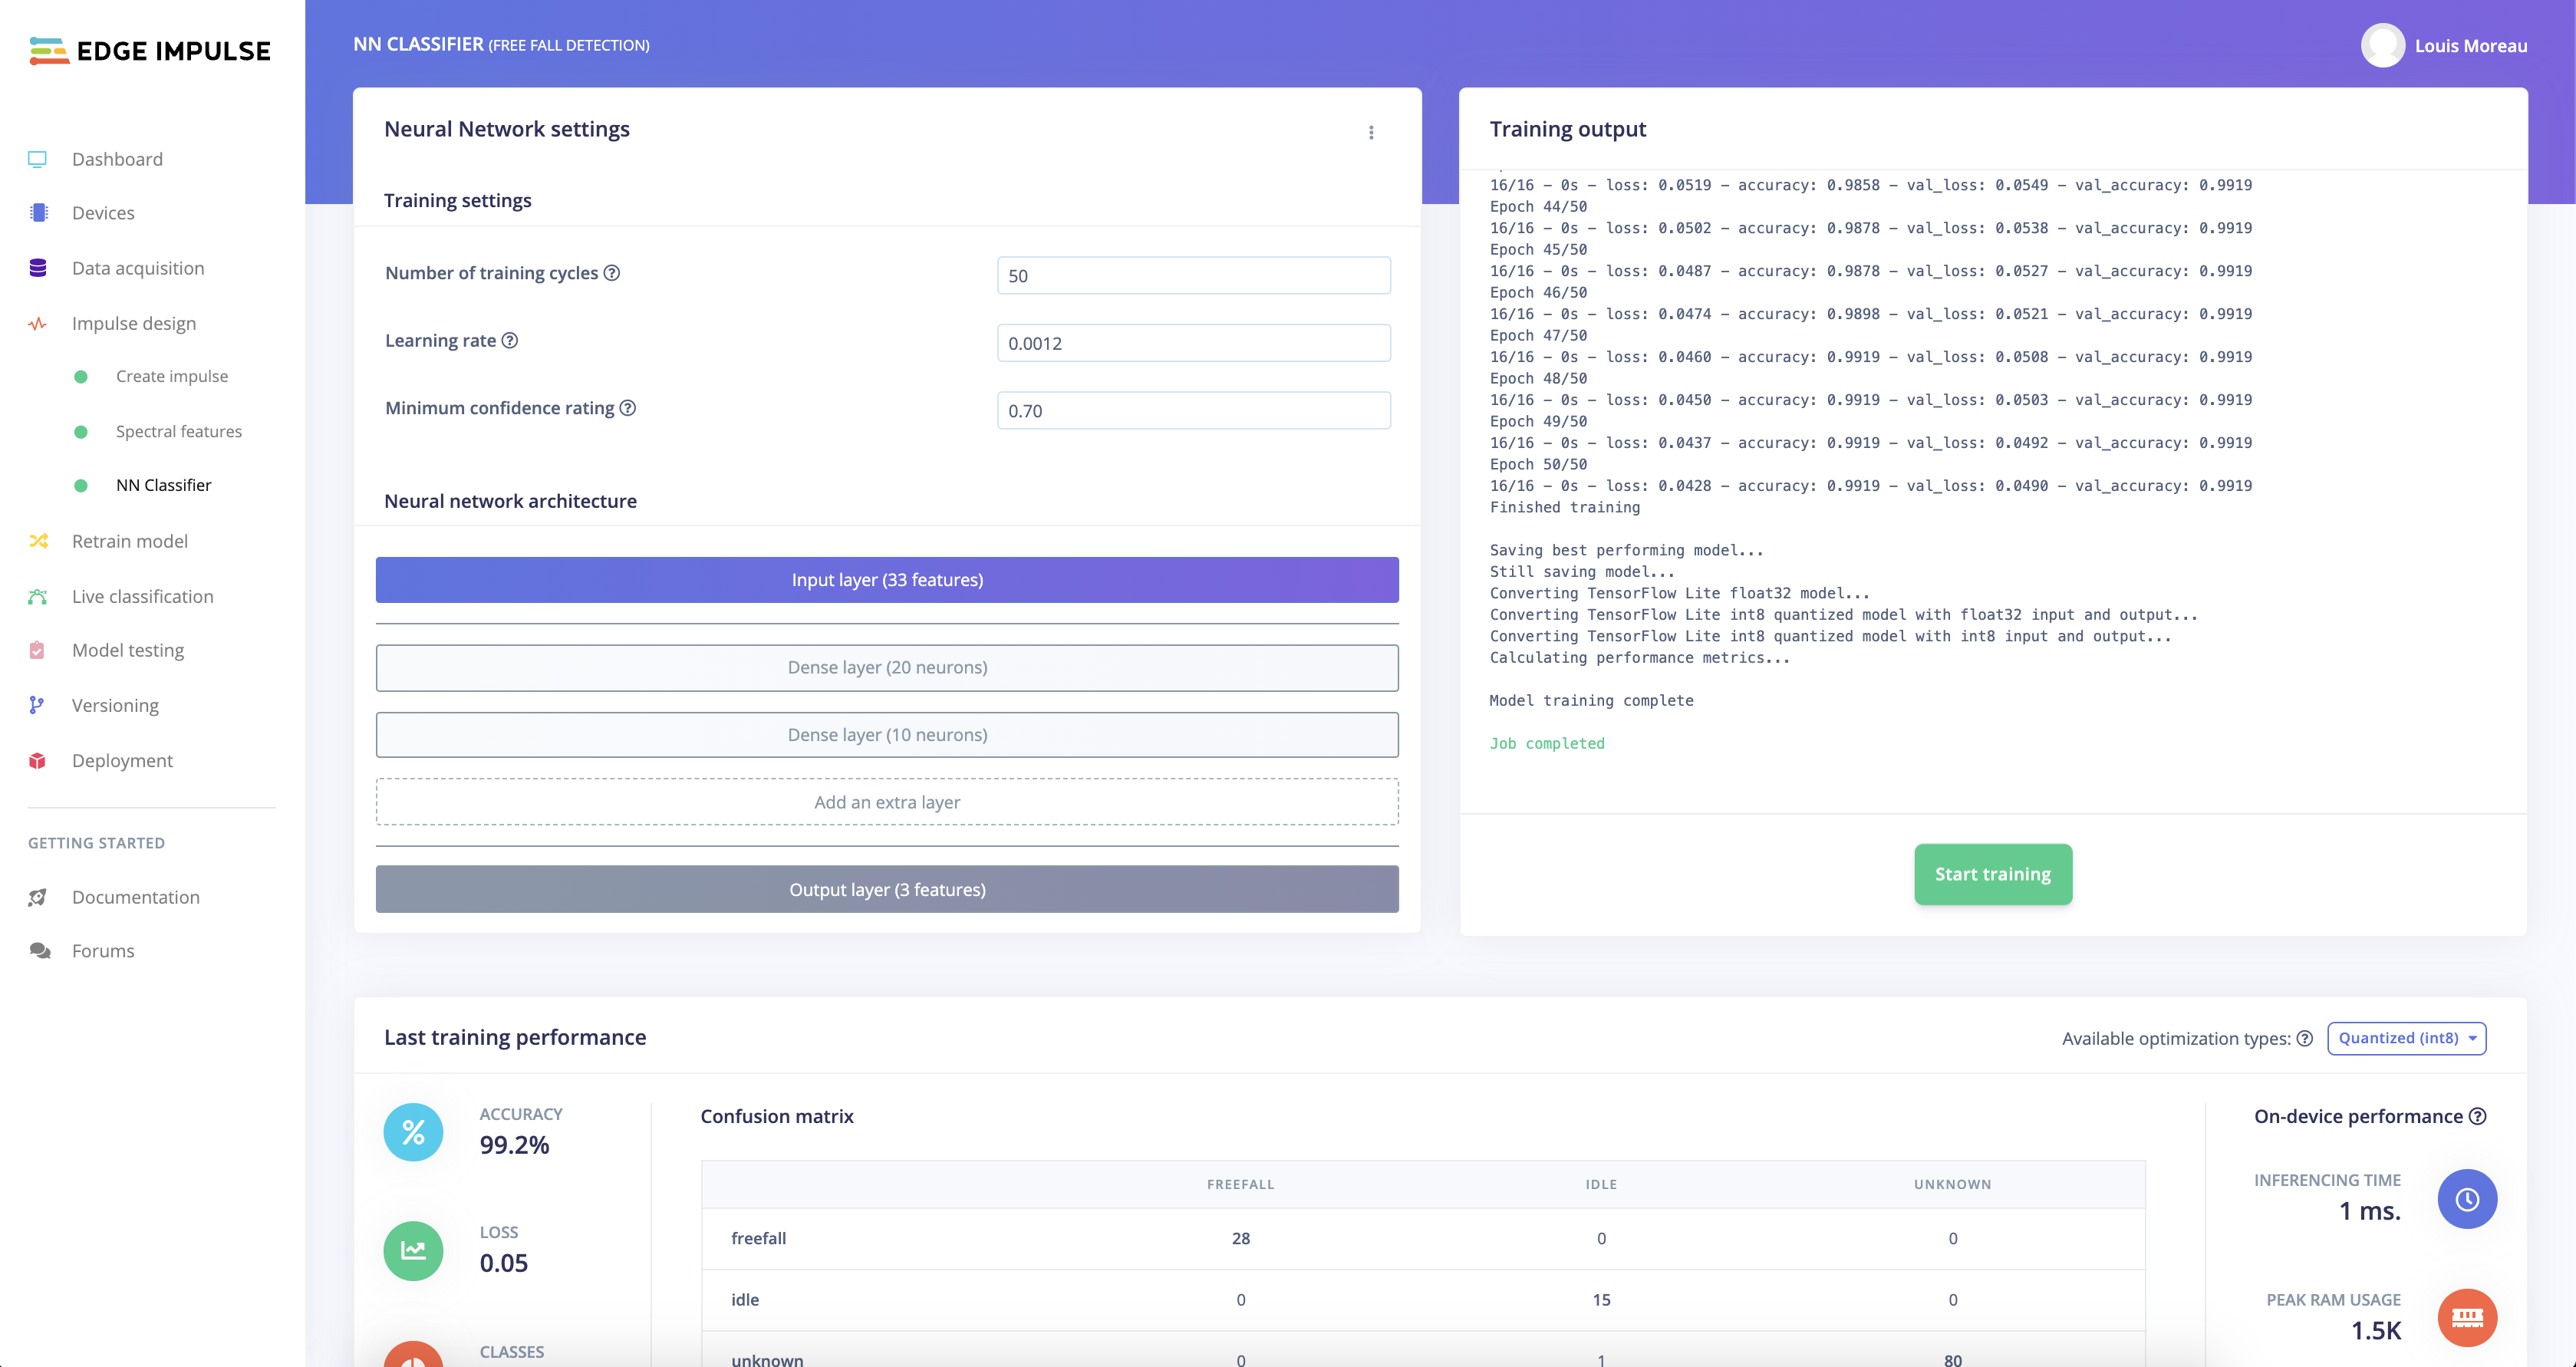 EDGE IMPULSE
Dashboard
Devices
Data acquisition
Impulse design
Create impulse
Spectral features
NN Classifier
Retrain model
Live classification
Model testing
Versioning
Deployment
GETTING STARTED
Documentation
Forums
NN CLASSIFIER (FREE FALL DETECTION)
Louis Moreau
Neural Network settings
Training settings
Number of training cycles ?
50
Learning rate ?
0.0012
Minimum confidence rating ?
0.70
Neural network architecture
Input layer (33 features)
Dense layer (20 neurons)
Dense layer (10 neurons)
Add an extra layer
Output layer (3 features)
Training output
16/16 - 0s - loss: 0.0519 - accuracy: 0.9858 - val_loss: 0.0549 - val_accuracy: 0.9919
Epoch 44/50
16/16 - 0s - loss: 0.0502 - accuracy: 0.9878 - val_loss: 0.0538 - val_accuracy: 0.9919
Epoch 45/50
16/16 - 0s - loss: 0.0487 - accuracy: 0.9878 - val_loss: 0.0527 - val_accuracy: 0.9919
Epoch 46/50
16/16 - 0s - loss: 0.0474 - accuracy: 0.9898 - val_loss: 0.0521 - val_accuracy: 0.9919
Epoch 47/50
16/16 - 0s - loss: 0.0460 - accuracy: 0.9919 - val_loss: 0.0508 - val_accuracy: 0.9919
Epoch 48/50
16/16 - 0s - loss: 0.0450 - accuracy: 0.9919 - val_loss: 0.0503 - val_accuracy: 0.9919
Epoch 49/50
16/16 - 0s - loss: 0.0437 - accuracy: 0.9919 - val_loss: 0.0492 - val_accuracy: 0.9919
Epoch 50/50
16/16 - 0s - loss: 0.0428 - accuracy: 0.9919 - val_loss: 0.0490 - val_accuracy: 0.9919
Finished training
Saving best performing model...
Still saving model...
Converting TensorFlow Lite float32 model...
Converting TensorFlow Lite int8 quantized model with float32 input and output...
Converting TensorFlow Lite int8 quantized model with int8 input and output...
Calculating performance metrics...
Model training complete
Job completed
Start training
Last training performance
Available optimization types: ? Quantized (int8)
% ACCURACY
99.2%
LOSS
0.05
CLASSES
Confusion matrix
FREEFALL IDLE UNKNOWN
freefall 28 0 0
idle 0 15 0
unknown 0 1 80
On-device performance ?
INFERENCING TIME
1 ms.
PEAK RAM USAGE
1.5K